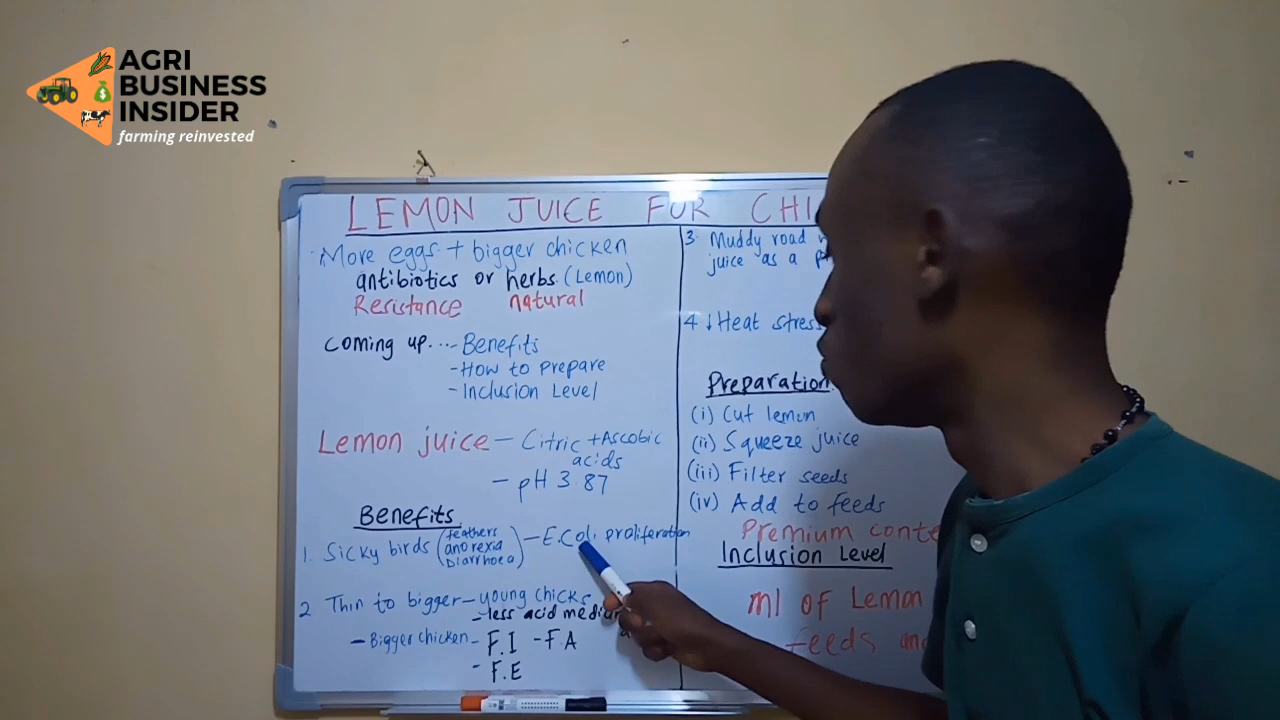 AGRI
BUSINESS
INSIDER
farming reinvested
LEMON JUICE FOR CHI
More eggs + bigger chicken
antibiotics or herbs (Lemon)
Resistance natural
coming up.... - Benefits
- How to prepare
- Inclusion Level
Lemon juice - Citric + Ascobic
acids
- pH 3.87
Benefits
1. Sicky birds (feathers
anorexia
Diarrhoea) - E.Coli proliferation
2 Thin to bigger - young chicks
- less acid medium
- Bigger chicken - F.I - F A
- F.E
3 Muddy road
juice as a
4 ↓ Heat stress
Preparation
(i) Cut lemon
(ii) Squeeze juice
(iii) Filter seeds
(iv) Add to feeds
Premium conte
Inclusion Level
ml of Lemon
feeds an